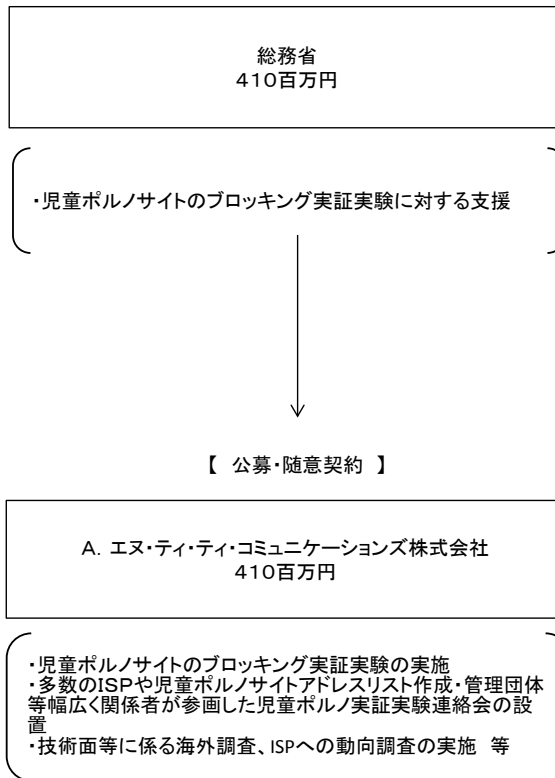 総務省
410百万円
・児童ポルノサイトのブロッキング実証実験に対する支援
【　公募・随意契約　】
A．エヌ・ティ・ティ・コミュニケーションズ株式会社
410百万円
・児童ポルノサイトのブロッキング実証実験の実施
・多数のISPや児童ポルノサイトアドレスリスト作成・管理団体
等幅広く関係者が参画した児童ポルノ実証実験連絡会の設
置
・技術面等に係る海外調査、ISPへの動向調査の実施　等